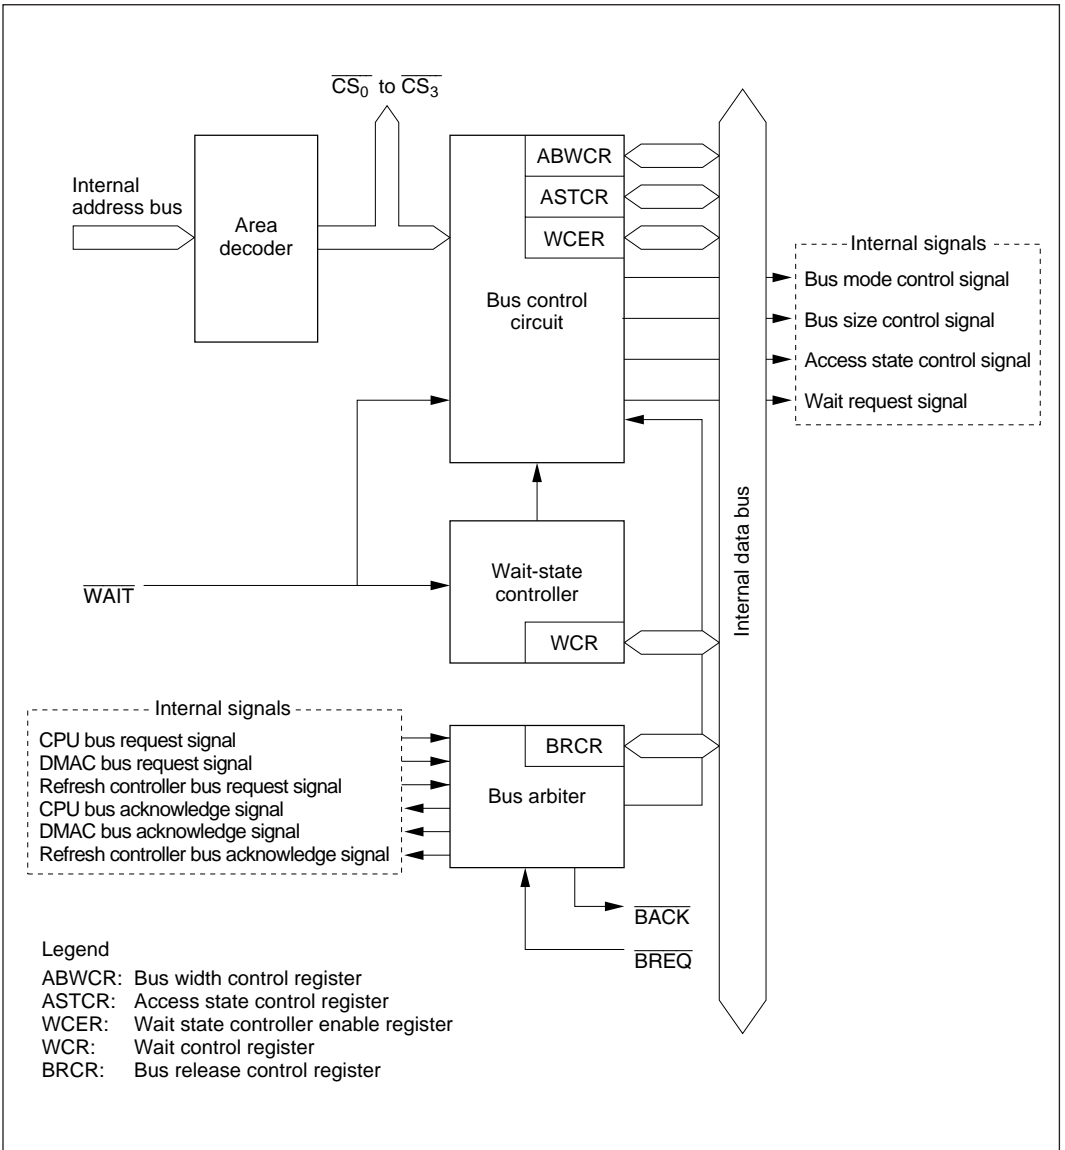 CS0 to CS3
Internal
address bus
Area
decoder
ABWCR
ASTCR
WCER
Bus control
circuit
Internal signals
Bus mode control signal
Bus size control signal
Access state control signal
Wait request signal
Internal data bus
WAIT
Wait-state
controller
WCR
Internal signals
CPU bus request signal
DMAC bus request signal
Refresh controller bus request signal
CPU bus acknowledge signal
DMAC bus acknowledge signal
Refresh controller bus acknowledge signal
BRCR
Bus arbiter
BACK
BREQ
Legend
ABWCR: Bus width control register
ASTCR: Access state control register
WCER: Wait state controller enable register
WCR: Wait control register
BRCR: Bus release control register